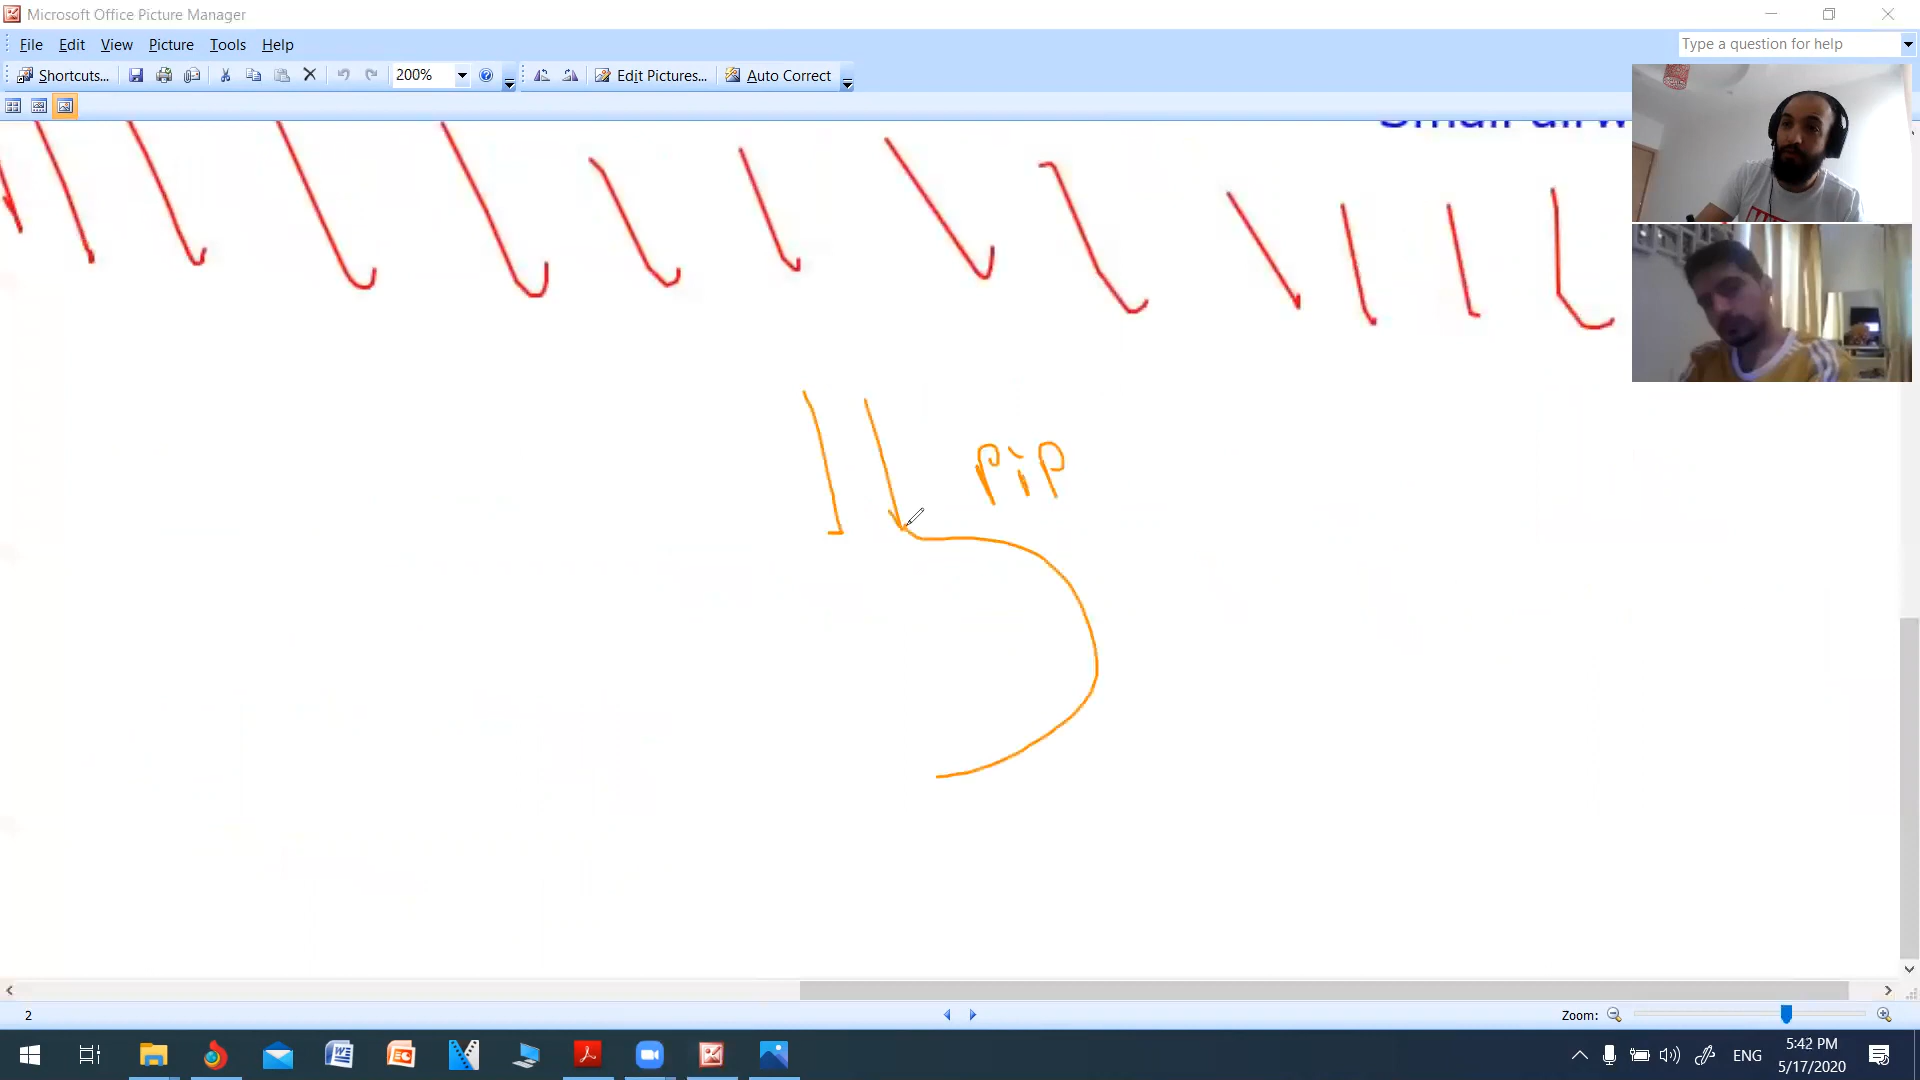 Microsoft Office Picture Manager
File Edit View Picture Tools Help
Type a question for help
Shortcuts... 200% Edit Pictures... Auto Correct
PiP
2
Zoom:
ENG
5:42 PM
5/17/2020